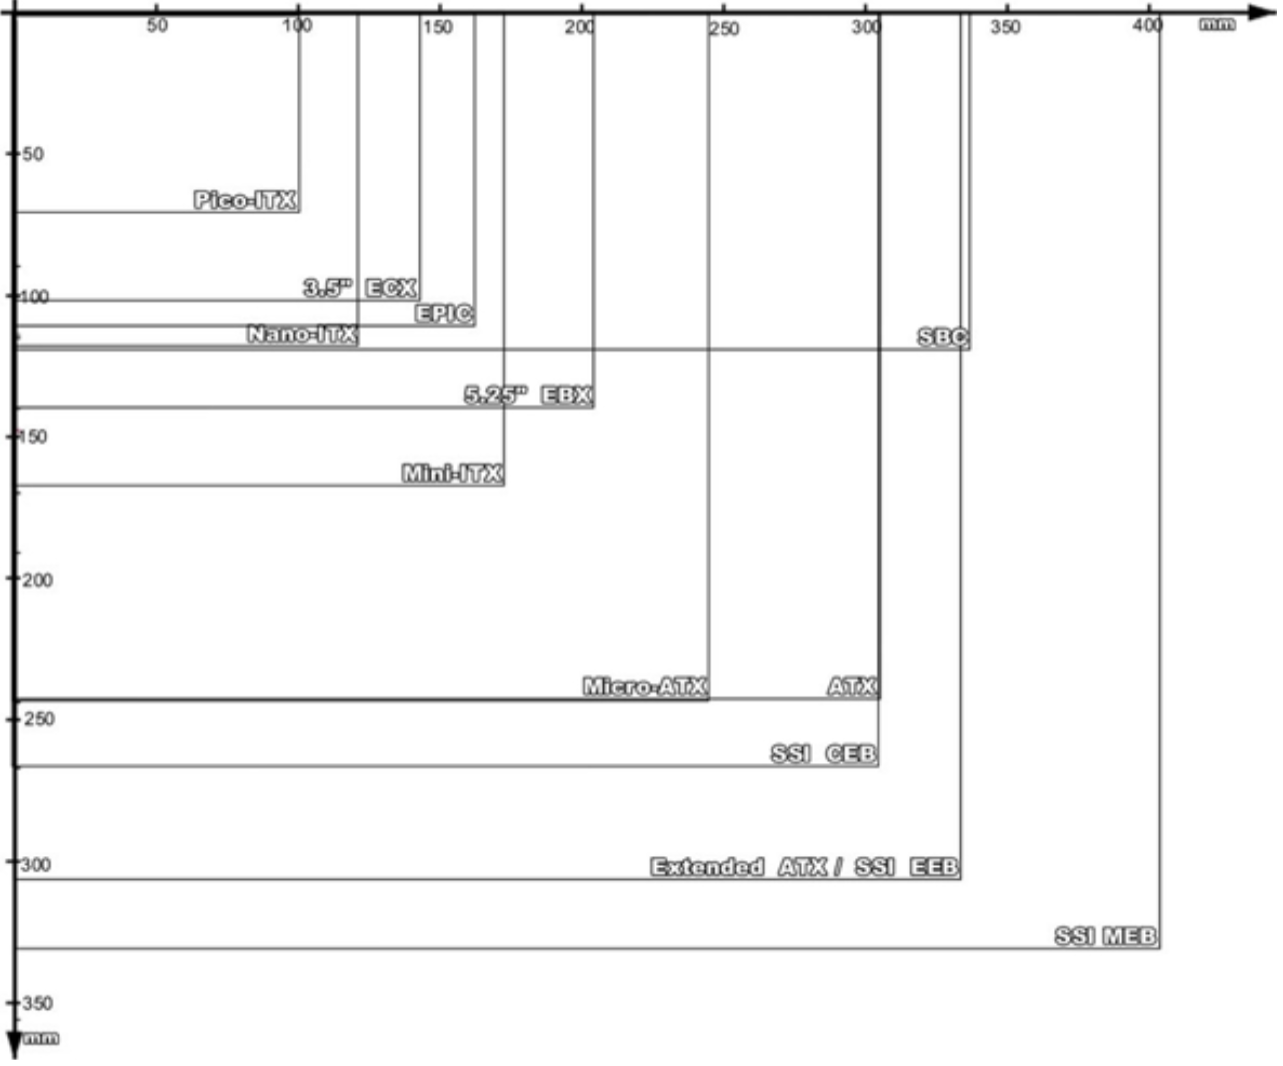 50 100 150 200 250 300 350 400 mm
50
Pico-ITX
3.5" ECX
100
EPIC
Nano-ITX
SBC
5.25" EBX
150
Mini-ITX
200
Micro-ATX
ATX
250
SSI CEB
300
Extended ATX / SSI EEB
SSI MEB
350
mm